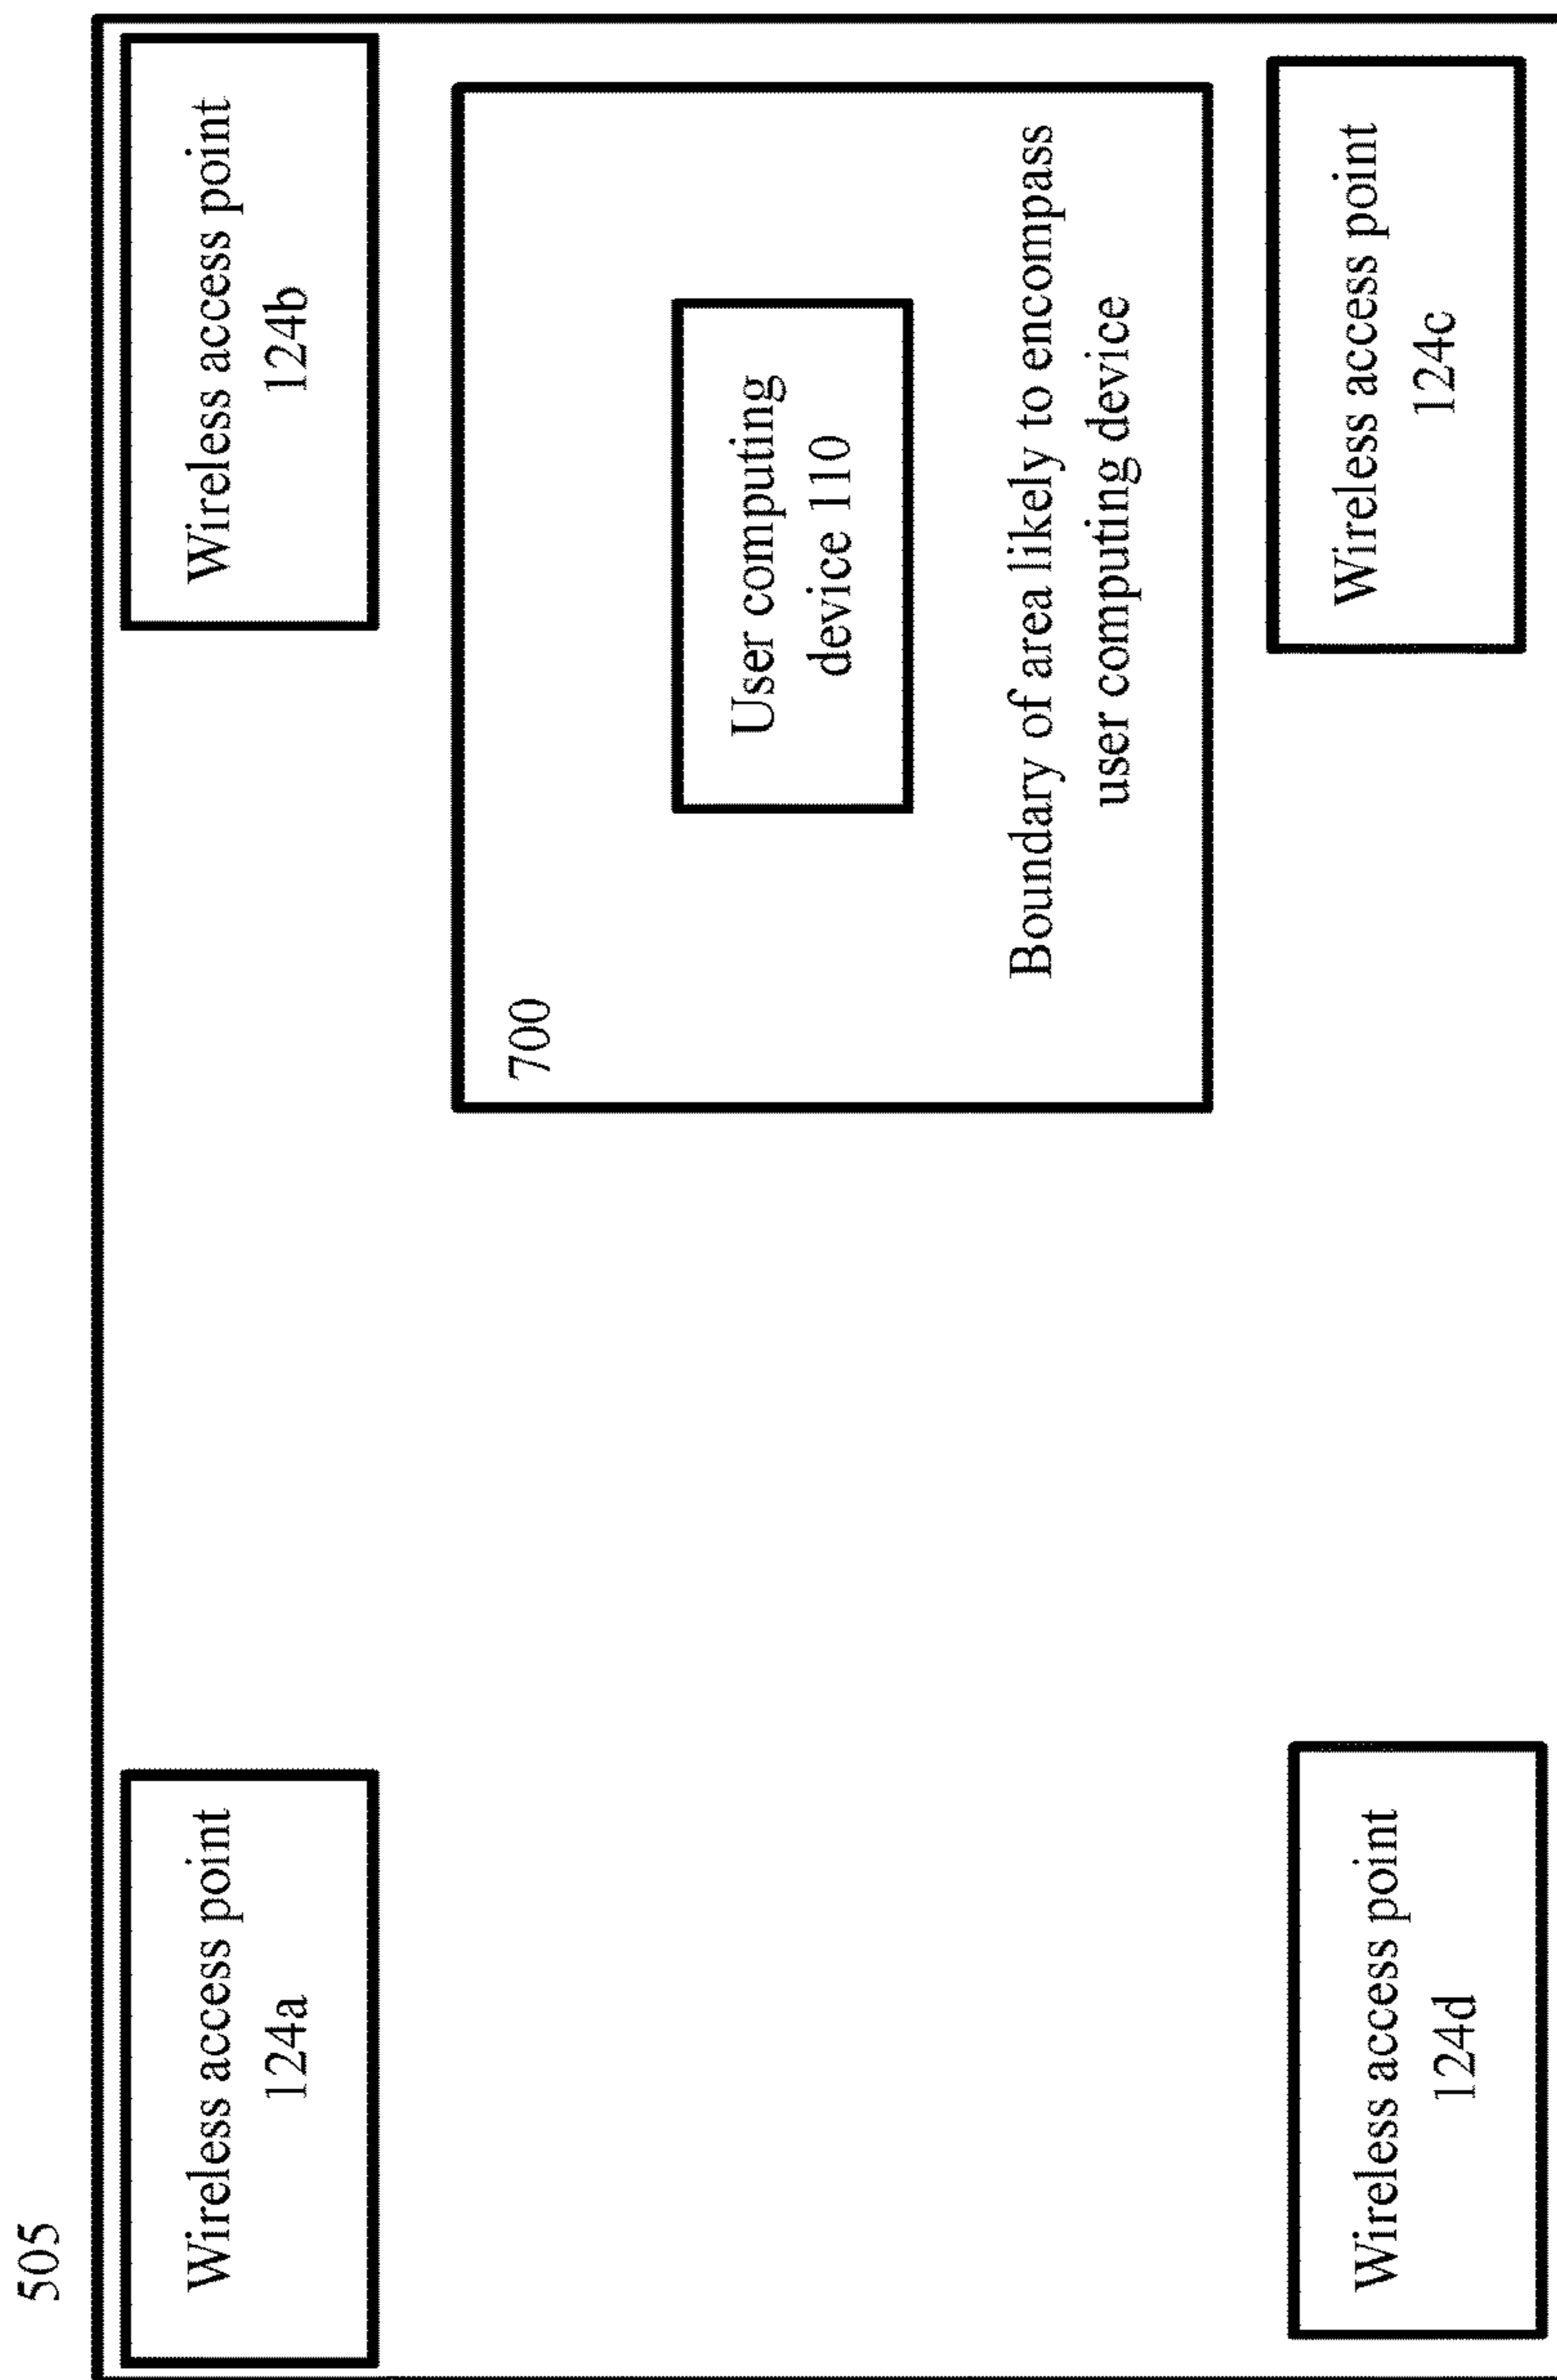 505
Wireless access point
124a
Wireless access point
124b
700
User computing
device 110
Boundary of area likely to encompass
user computing device
Wireless access point
124d
Wireless access point
124c